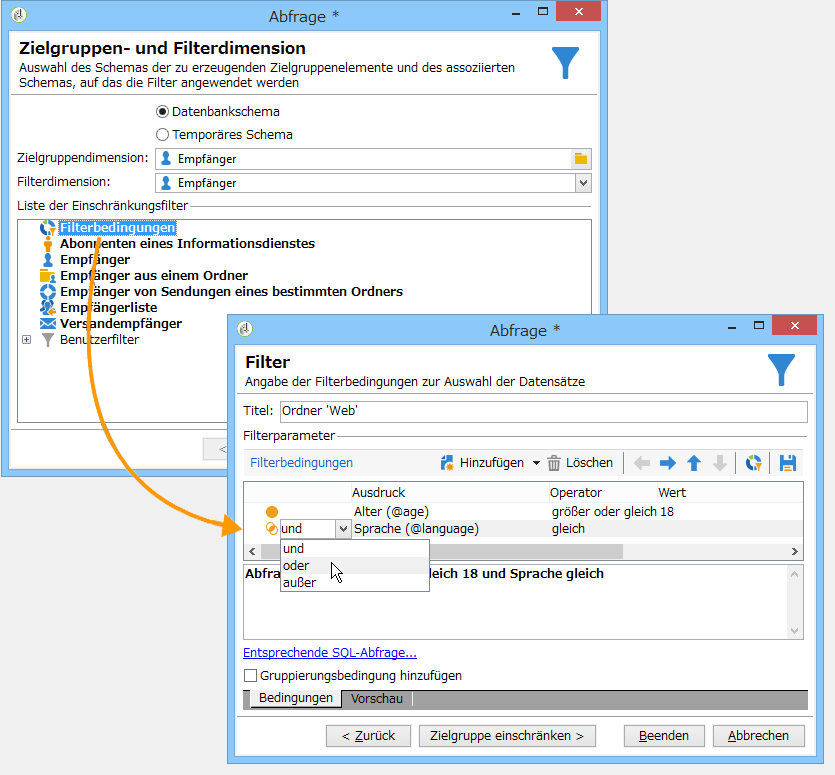 Abfrage *
Zielgruppen- und Filterdimension
Auswahl des Schemas der zu erzeugenden Zielgruppenelemente und des assoziierten
Schemas, auf das die Filter angewendet werden
Datenbankschema
Temporäres Schema
Zielgruppendimension: Empfänger
Filterdimension: Empfänger
Liste der Einschränkungsfilter
Filterbedingungen
Abonnenten eines Informationsdienstes
Empfänger
Empfänger aus einem Ordner
Empfänger von Sendungen eines bestimmten Ordners
Empfängerliste
Versandempfänger
Benutzerfilter
<
Abfrage *
Filter
Angabe der Filterbedingungen zur Auswahl der Datensätze
Titel: Ordner 'Web'
Filterparameter
Filterbedingungen Hinzufügen Löschen
Ausdruck Operator Wert
Alter (@age) größer oder gleich 18
und Sprache (@language) gleich
und
oder
außer
Abfra leich 18 und Sprache gleich
Entsprechende SQL-Abfrage...
Gruppierungsbedingung hinzufügen
Bedingungen Vorschau
< Zurück Zielgruppe einschränken > Beenden Abbrechen